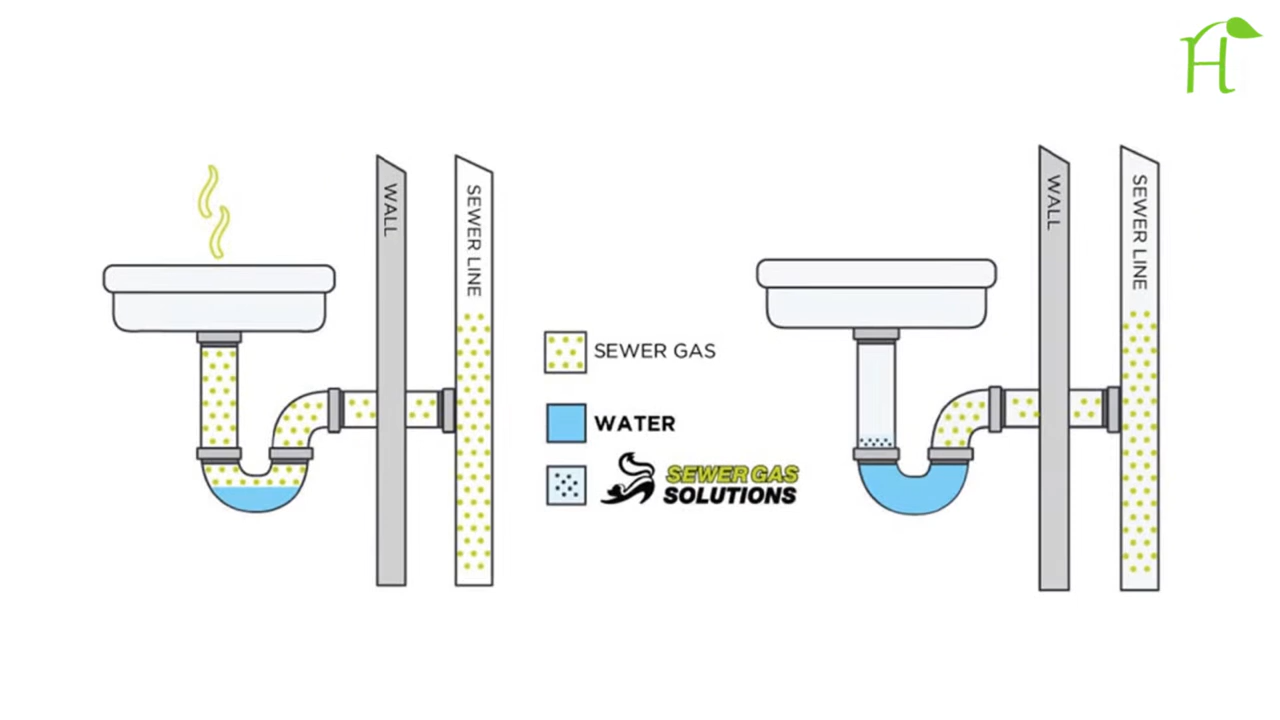 H
WALL
SEWER LINE
SEWER GAS
WATER
SEWER GAS
SOLUTIONS
WALL
SEWER LINE